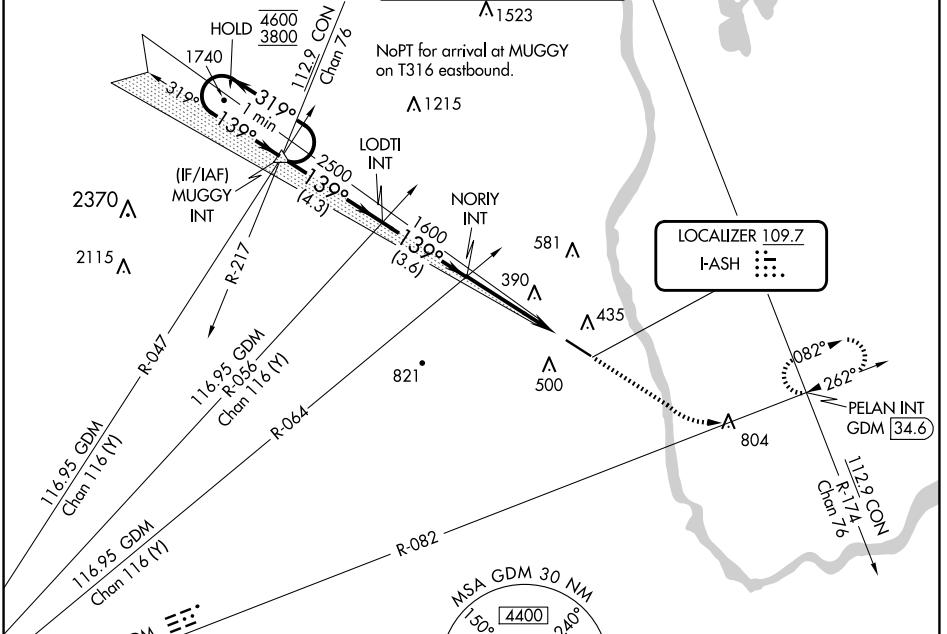 HOLD 4600
3800
1740
112.9 CON
Chan 76
1523
NoPT for arrival at MUGGY
on T316 eastbound.
1215
319°
319°
1 min
139°
(IF/IAF)
MUGGY
INT
2500
139°
(4.3)
LODTI
INT
1600
139°
(3.6)
NORIY
INT
2370
2115
581
390
435
500
821
LOCALIZER 109.7
I-ASH
R-217
R-047
116.95 GDM
Chan 116 (Y)
116.95 GDM
R-056
Chan 116 (Y)
R-064
116.95 GDM
Chan 116 (Y)
R-082
082°
262°
PELAN INT
GDM 34.6
804
112.9 CON
R-174
Chan 76
MSA GDM 30 NM
4400
150°
240°